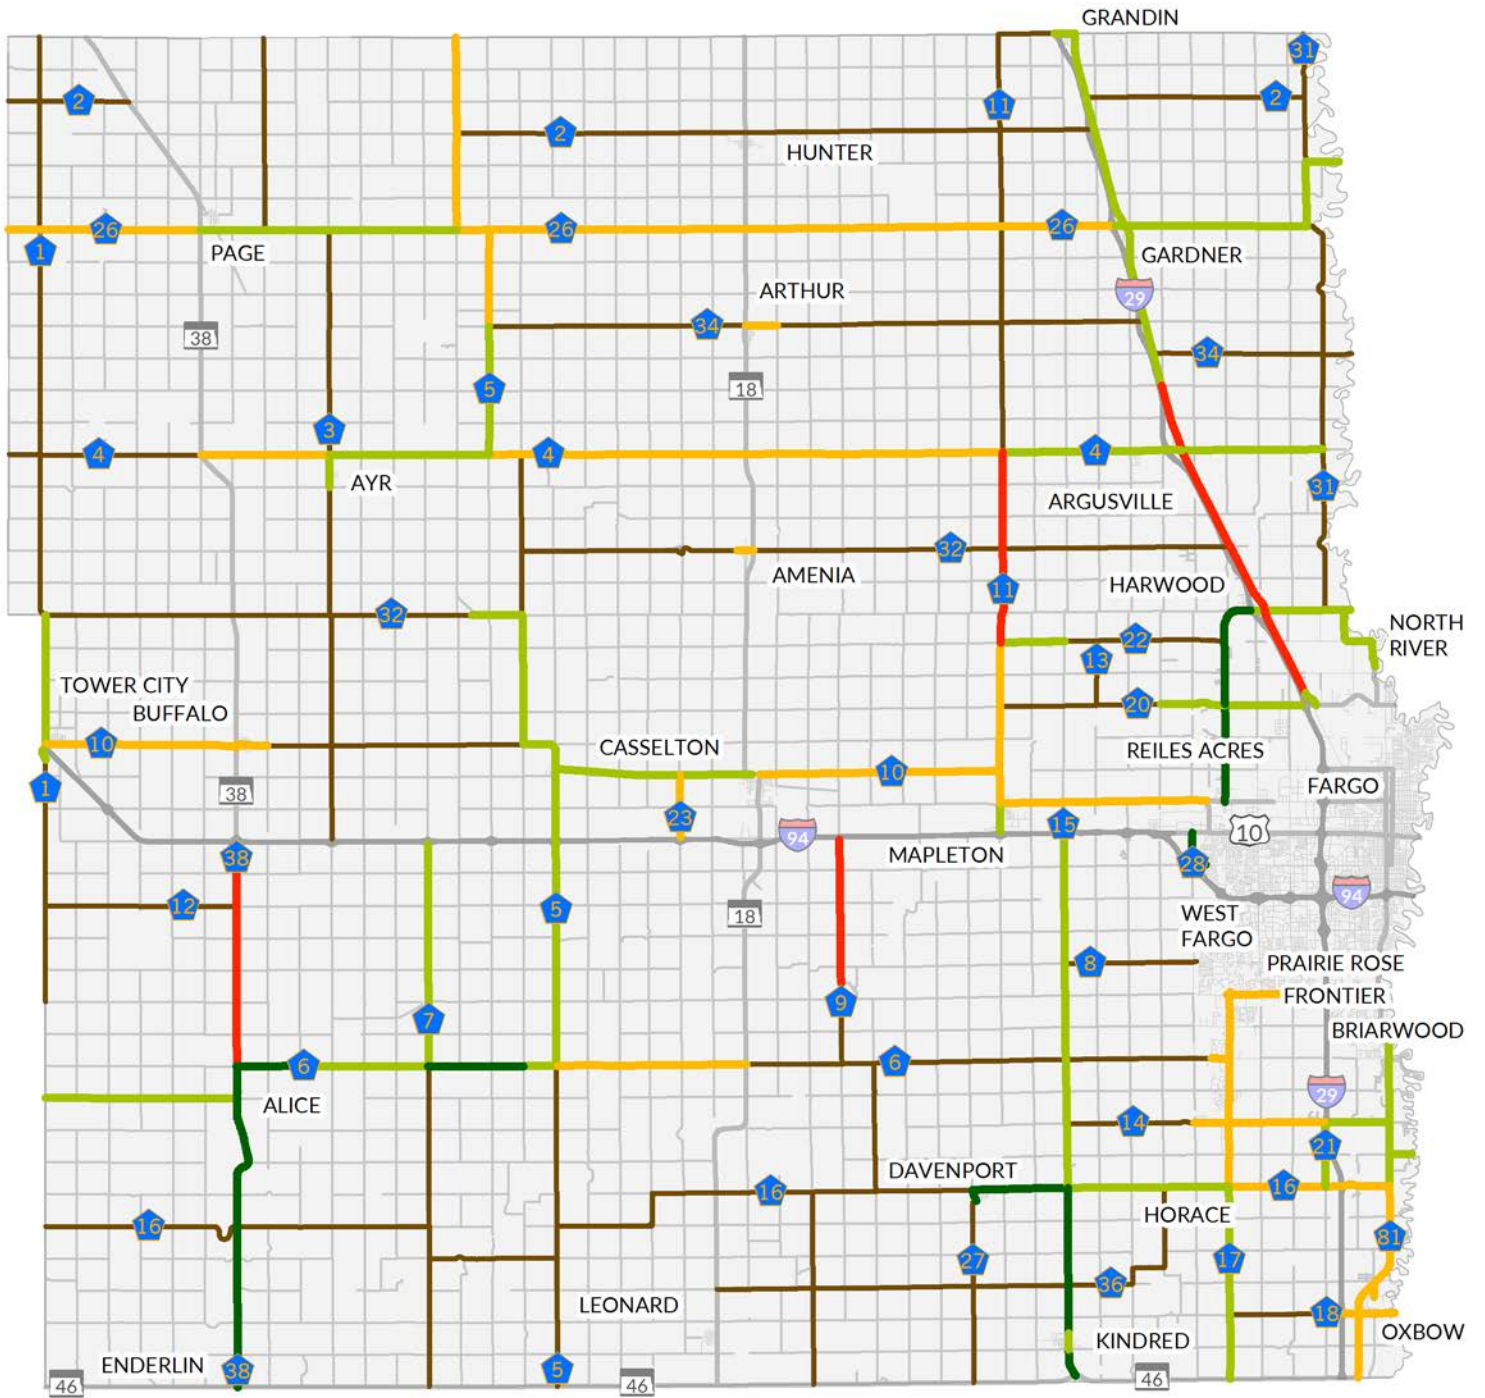 GRANDIN
31
2
2
11
2
HUNTER
26
26
26
1
PAGE
GARDNER
ARTHUR
29
38
34
34
5
18
3
4
4
4
AYR
31
ARGUSVILLE
32
AMENIA
HARWOOD
11
32
NORTH
RIVER
22
13
TOWER CITY
BUFFALO
20
10
CASSELTON
REILES ACRES
10
1
38
FARGO
23
15
94
10
38
MAPLETON
28
94
12
5
18
WEST
FARGO
8
PRAIRIE ROSE
FRONTIER
9
7
BRIARWOOD
6
6
29
ALICE
14
21
DAVENPORT
16
16
16
HORACE
81
27
17
36
LEONARD
18
KINDRED
OXBOW
ENDERLIN
38
5
46
46
46